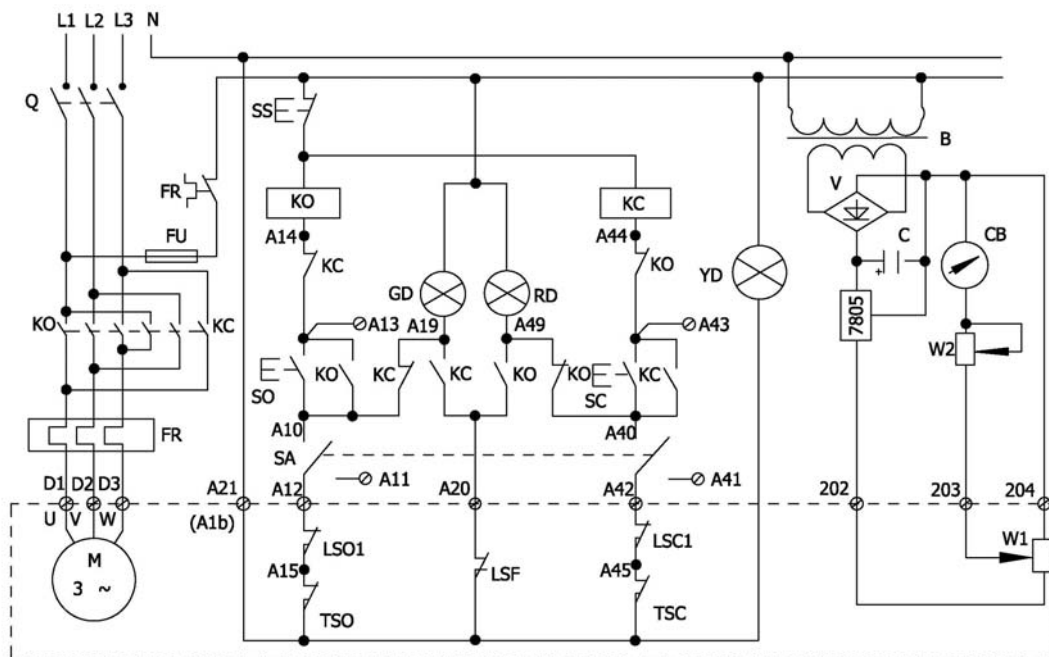 L1 L2 L3 N
Q
SS
B
FR
KO
KC
V
FU
A14
A44
C
CB
KC
KO
+
GD
RD
YD
7805
KO
KC
A13
A19
A49
A43
W2
SO
KO
KC
KC
KO
KO
SC
KC
FR
A10
A40
SA
D1 D2 D3
A21
A12
A11
A20
A42
A41
202
203
204
U V W
(A1b)
M
3 ~
LSO1
LSC1
W1
A15
LSF
A45
TSO
TSC